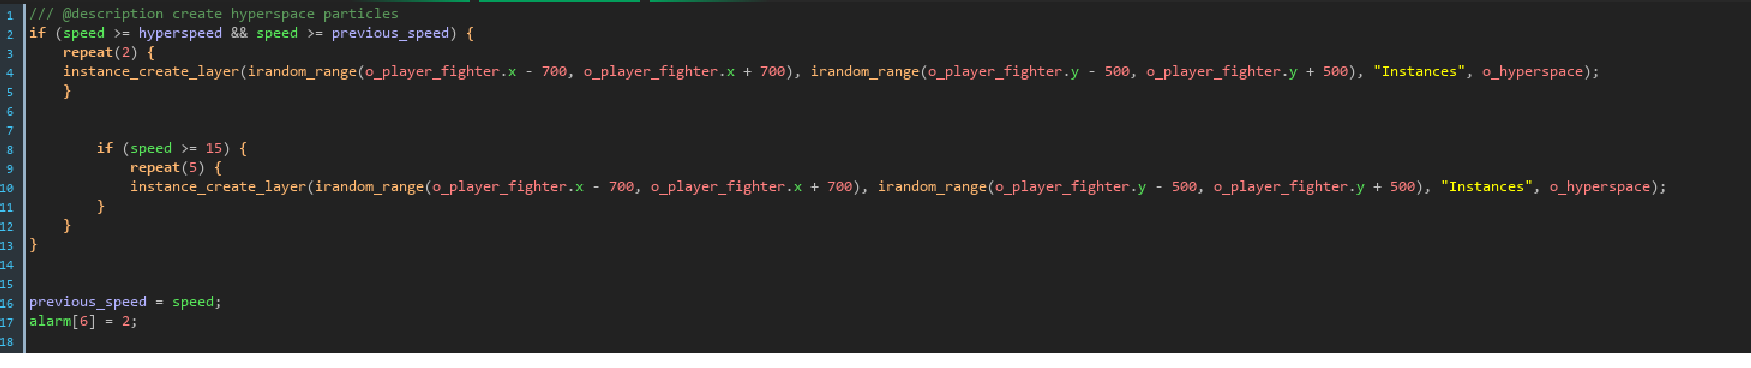 1 /// @description create hyperspace particles
2 if (speed >= hyperspeed && speed >= previous_speed) {
3     repeat(2) {
4     instance_create_layer(irandom_range(o_player_fighter.x - 700, o_player_fighter.x + 700), irandom_range(o_player_fighter.y - 500, o_player_fighter.y + 500), "Instances", o_hyperspace);
5     }
6
7
8         if (speed >= 15) {
9             repeat(5) {
10             instance_create_layer(irandom_range(o_player_fighter.x - 700, o_player_fighter.x + 700), irandom_range(o_player_fighter.y - 500, o_player_fighter.y + 500), "Instances", o_hyperspace);
11         }
12     }
13 }
14
15
16 previous_speed = speed;
17 alarm[6] = 2;
18